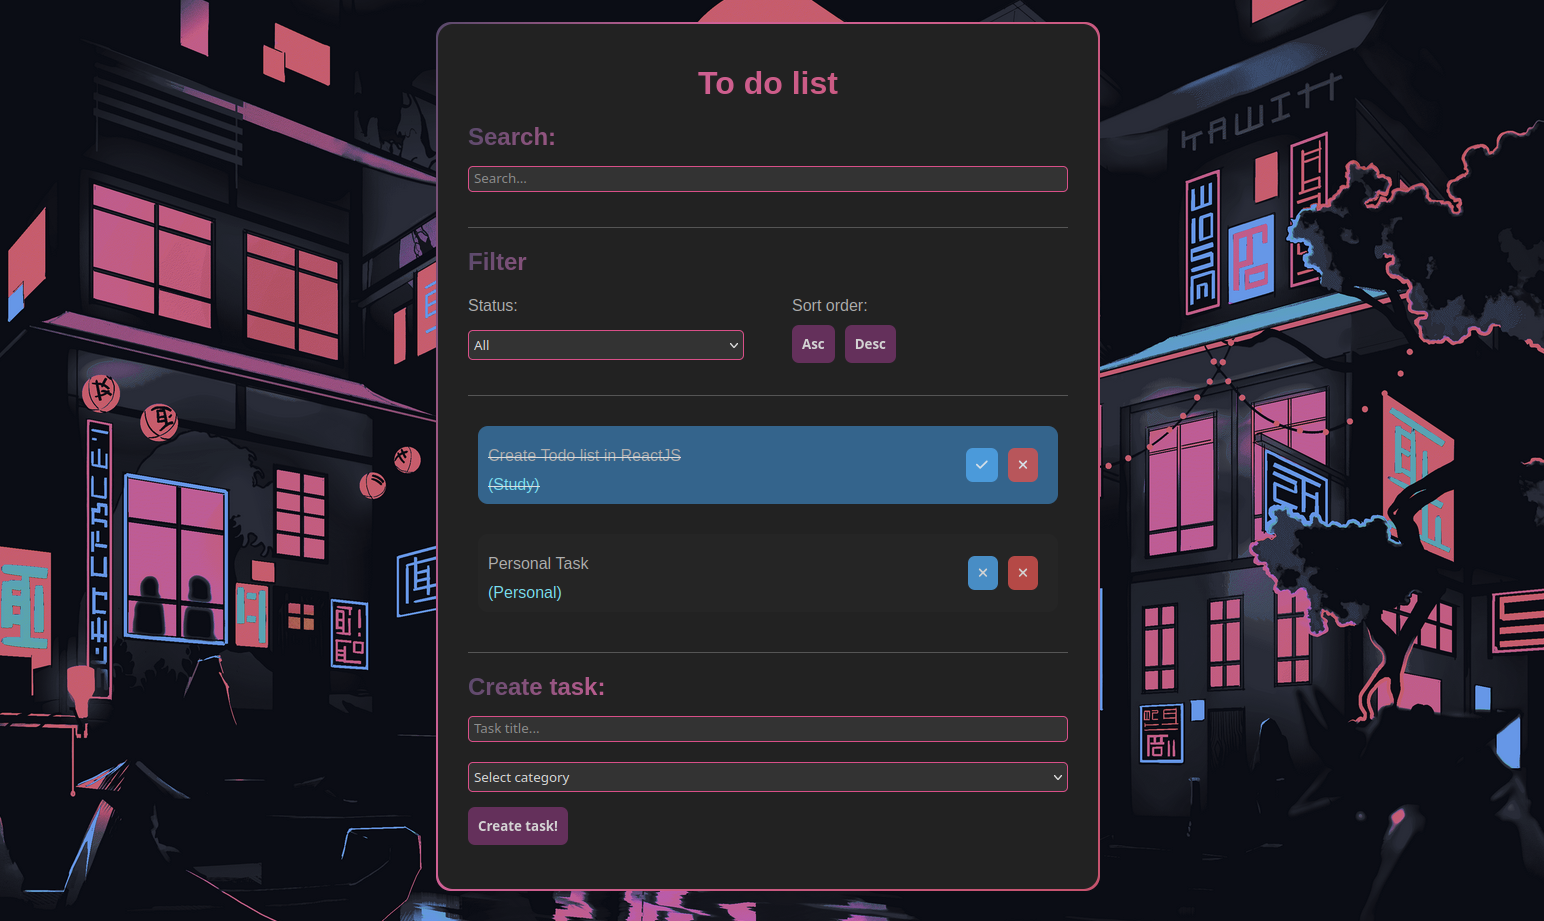 To do list
Search:
Search...
Filter
Status:
Sort order:
All
Asc
Desc
Create Todo list in ReactJS
(Study)
Personal Task
(Personal)
Create task:
Task title...
Select category
Create task!